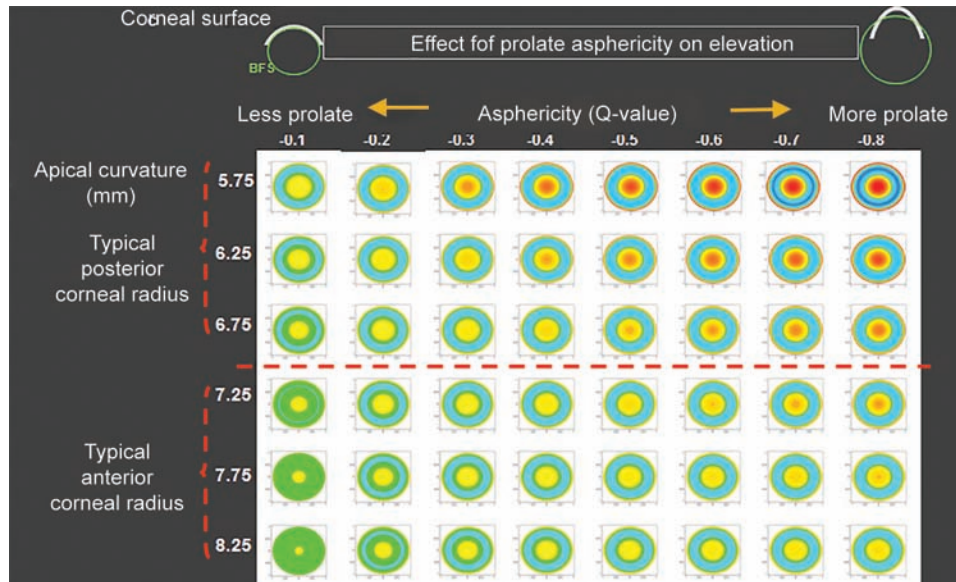 Corneal surface
Effect fof prolate asphericity on elevation
BFS
Less prolate
Asphericity (Q-value)
More prolate
-0.1 -0.2 -0.3 -0.4 -0.5 -0.6 -0.7 -0.8
Apical curvature
(mm)
5.75
Typical
posterior
corneal radius
6.25
6.75
7.25
Typical
anterior
corneal radius
7.75
8.25